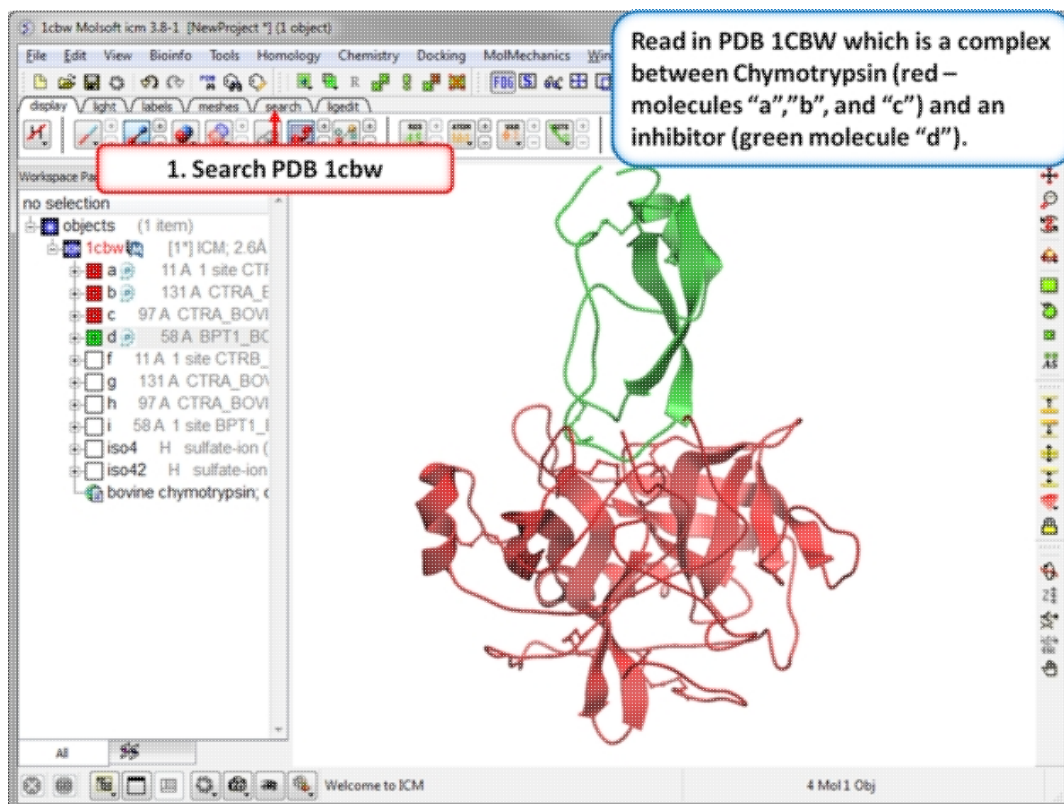 1cbw Molsoft icm 3.8-1 [NewProject *] (1 object)
File Edit View Bioinfo Tools Homology Chemistry Docking MolMechanics
display light labels meshes search ligedit
Read in PDB 1CBW which is a complex
between Chymotrypsin (red –
molecules “a”,”b”, and “c”) and an
inhibitor (green molecule “d”).
1. Search PDB 1cbw
Workspace
no selection
objects (1 item)
1cbw [1*] ICM; 2.6Å
a 11 A 1 site
b 131 A CTRA_B
c 97 A CTRA_BOVI
d 58 A BPT1_BO
f 11 A 1 site CTRB_
g 131 A CTRA_BOV
h 97 A CTRA_BOVI
i 58 A 1 site BPT1_
iso4 H sulfate-ion (
iso42 H sulfate-ion
bovine chymotrypsin;
All
Welcome to ICM
4 Mol 1 Obj